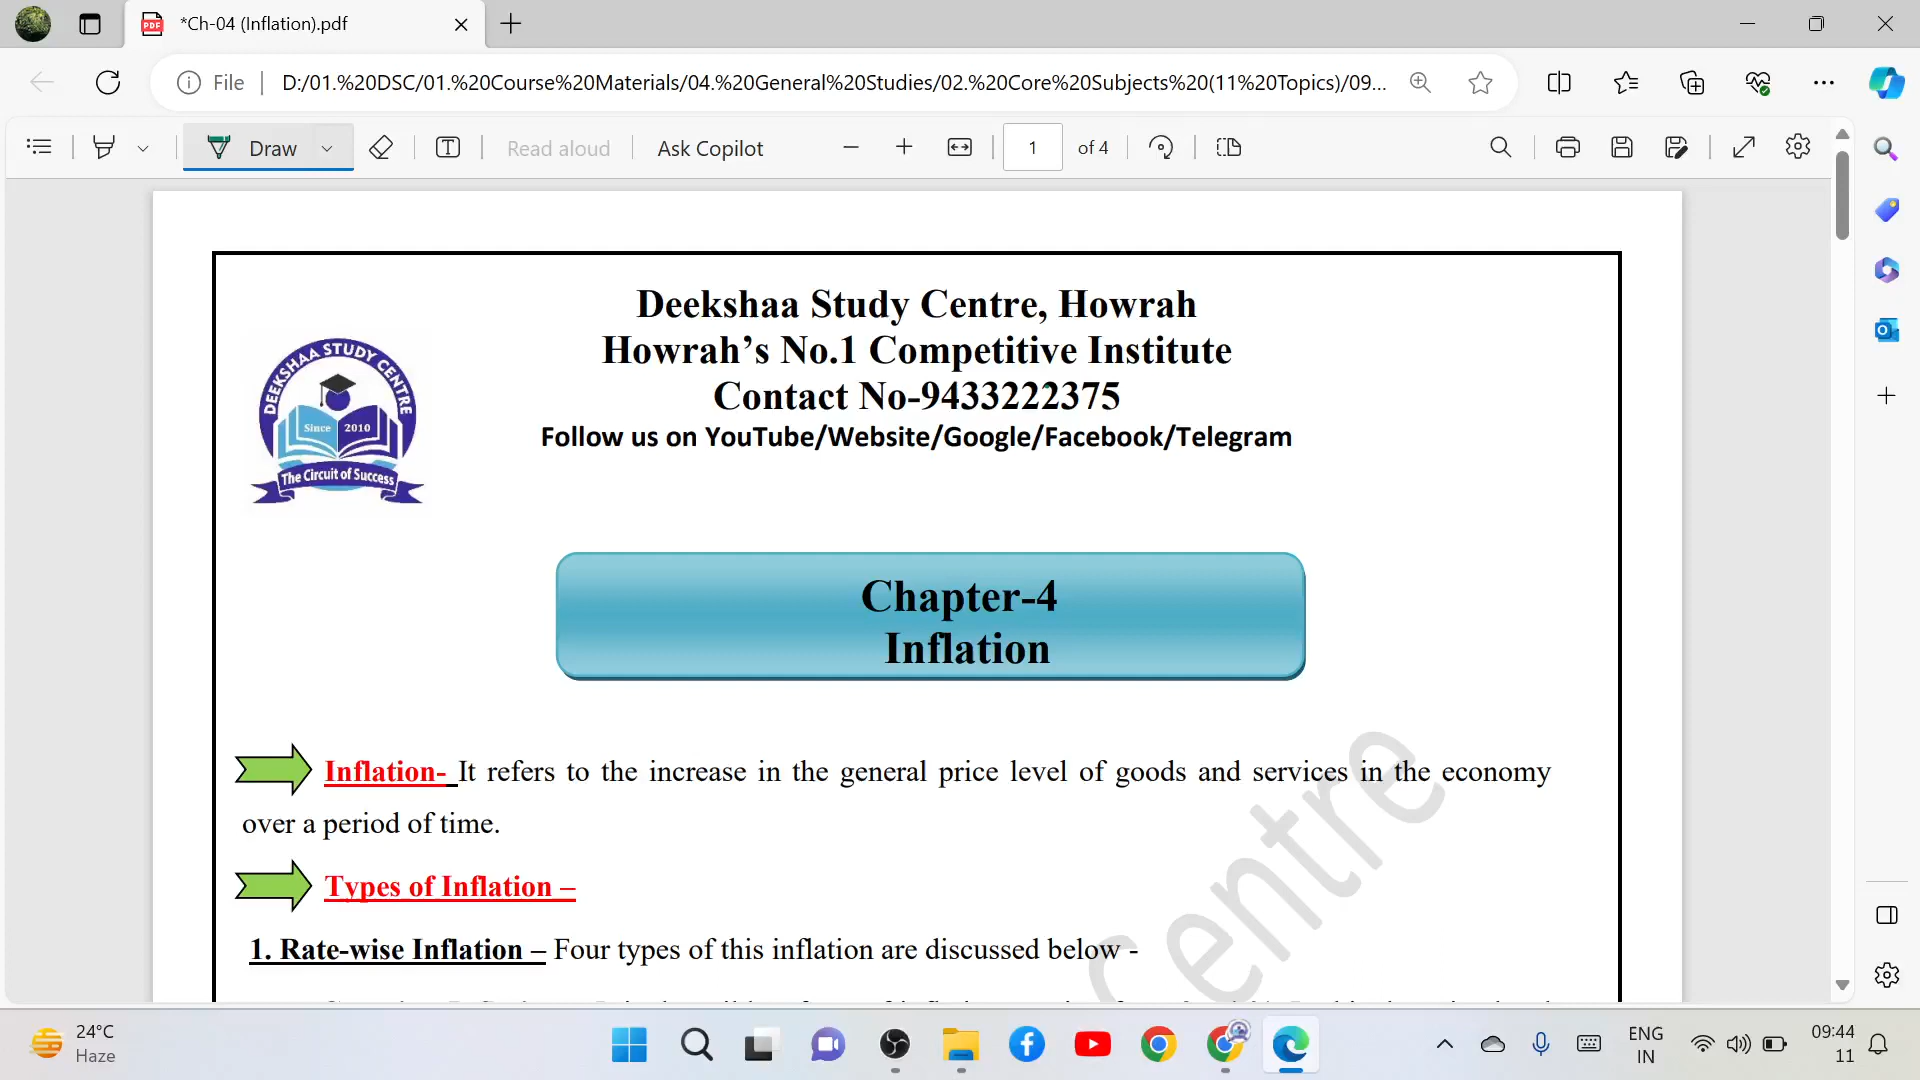 *Ch-04 (Inflation).pdf
File
D:/01.%20DSC/01.%20Course%20Materials/04.%20General%20Studies/02.%20Core%20Subjects%20(11%20Topics)/09...
Draw
Read aloud
Ask Copilot
1
of 4
Deekshaa Study Centre, Howrah
Howrah’s No.1 Competitive Institute
Contact No-9433222375
Follow us on YouTube/Website/Google/Facebook/Telegram
DEEKSHAA STUDY CENTRE
Since 2010
The Circuit of Success
Chapter-4
Inflation
Inflation- It refers to the increase in the general price level of goods and services in the economy
over a period of time.
Types of Inflation –
1. Rate-wise Inflation – Four types of this inflation are discussed below -
Centre
24°C
Haze
ENG
IN
09:44
11